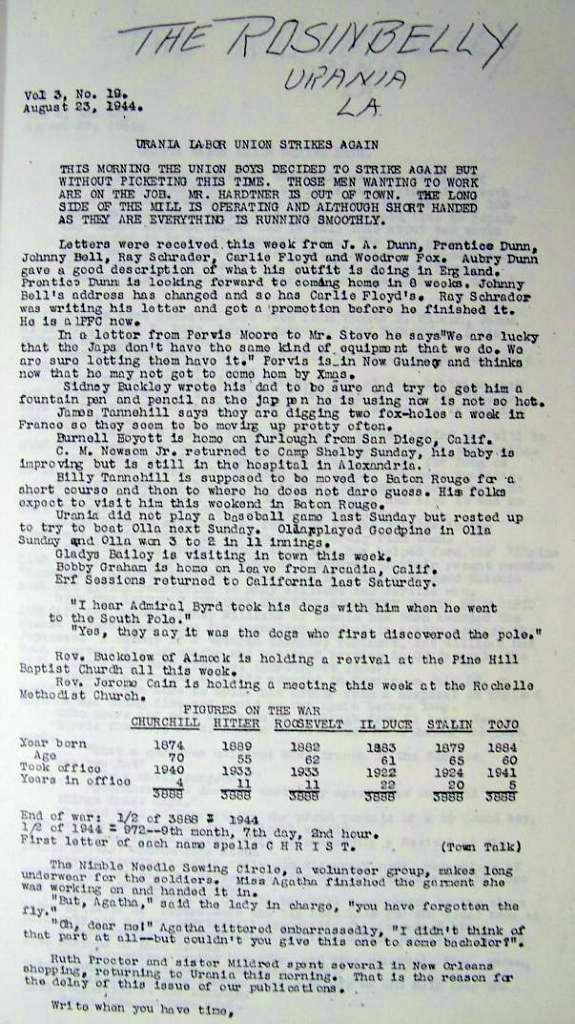 THE ROSINBELLY
URANIA
LA.
Vol 3, No. 19.
August 23, 1944.
URANIA LABOR UNION STRIKES AGAIN
THIS MORNING THE UNION BOYS DECIDED TO STRIKE AGAIN BUT
WITHOUT PICKETING THIS TIME. THOSE MEN WANTING TO WORK
ARE ON THE JOB. MR. HARDTNER IS OUT OF TOWN. THE LONG
SIDE OF THE MILL IS OPERATING AND ALTHOUGH SHORT HANDED
AS THEY ARE EVERYTHING IS RUNNING SMOOTHLY.
Letters were received this week from J. A. Dunn, Prentice Dunn,
Johnny Bell, Ray Schrader, Carlie Floyd and Woodrow Fox. Aubry Dunn
gave a good description of what his outfit is doing in England.
Prentice Dunn is looking forward to coming home in 8 weeks. Johnny
Bell's address has changed and so has Carlie Floyd's. Ray Schrader
was writing his letter and got a promotion before he finished it.
He is a 1PFC now.
In a letter from Pervis Moore to Mr. Steve he says "We are lucky
that the Japs don't have the same kind of equipment that we do. We
are sure letting them have it." Pervis is in New Guinea and thinks
now that he may not get to come hom by Xmas.
Sidney Buckley wrote his dad to be sure and try to get him a
fountain pen and pencil as the jap pen he is using now is not so hot.
James Tannehill says they are digging two fox-holes a week in
France so they seem to be moving up pretty often.
Burnell Boyott is home on furlough from San Diego, Calif.
C. M. Newsom Jr. returned to Camp Shelby Sunday, his baby is
improving but is still in the hospital in Alexandria.
Billy Tannehill is supposed to be moved to Baton Rouge for a
short course and then to where he does not dare guess. His folks
expect to visit him this weekend in Baton Rouge.
Urania did not play a baseball game last Sunday but rested up
to try to beat Olla next Sunday. Olla played Goodpine in Olla
Sunday and Olla won 3 to 2 in 11 innings.
Gladys Bailey is visiting in town this week.
Bobby Graham is home on leave from Arcadia, Calif.
Erf Sessions returned to California last Saturday.
"I hear Admiral Byrd took his dogs with him when he went
to the South Pole."
"Yes, they say it was the dogs who first discovered the pole."
Rev. Buckelew of Aimock is holding a revival at the Pine Hill
Baptist Church all this week.
Rev. Jerome Cain is holding a meeting this week at the Rochelle
Methodist Church.
FIGURES ON THE WAR
CHURCHILL HITLER ROOSEVELT IL DUCE STALIN TOJO
Year born 1874 1889 1882 1883 1879 1884
Age 70 55 62 61 65 60
Took office 1940 1933 1933 1922 1924 1941
Years in office 4 11 11 22 20 3
3888 3888 3888 3888 3888 3888
End of war: 1/2 of 3888 = 1944
1/2 of 1944 = 972--9th month, 7th day, 2nd hour.
First letter of each name spells C H R I S T. (Town Talk)
The Nimble Needle Sewing Circle, a volunteer group, makes long
underwear for the soldiers. Miss Agatha finished the garment she
was working on and handed it in.
"But, Agatha," said the lady in charge, "you have forgotten the
fly."
"Oh, dear me!" Agatha tittered embarrassedly, "I didn't think of
that part at all--but couldn't you give this one to some bachelor?".
Ruth Proctor and sister Mildred spent several in New Orleans
shopping, returning to Urania this morning. That is the reason for
the delay of this issue of our publications.
Write when you have time,